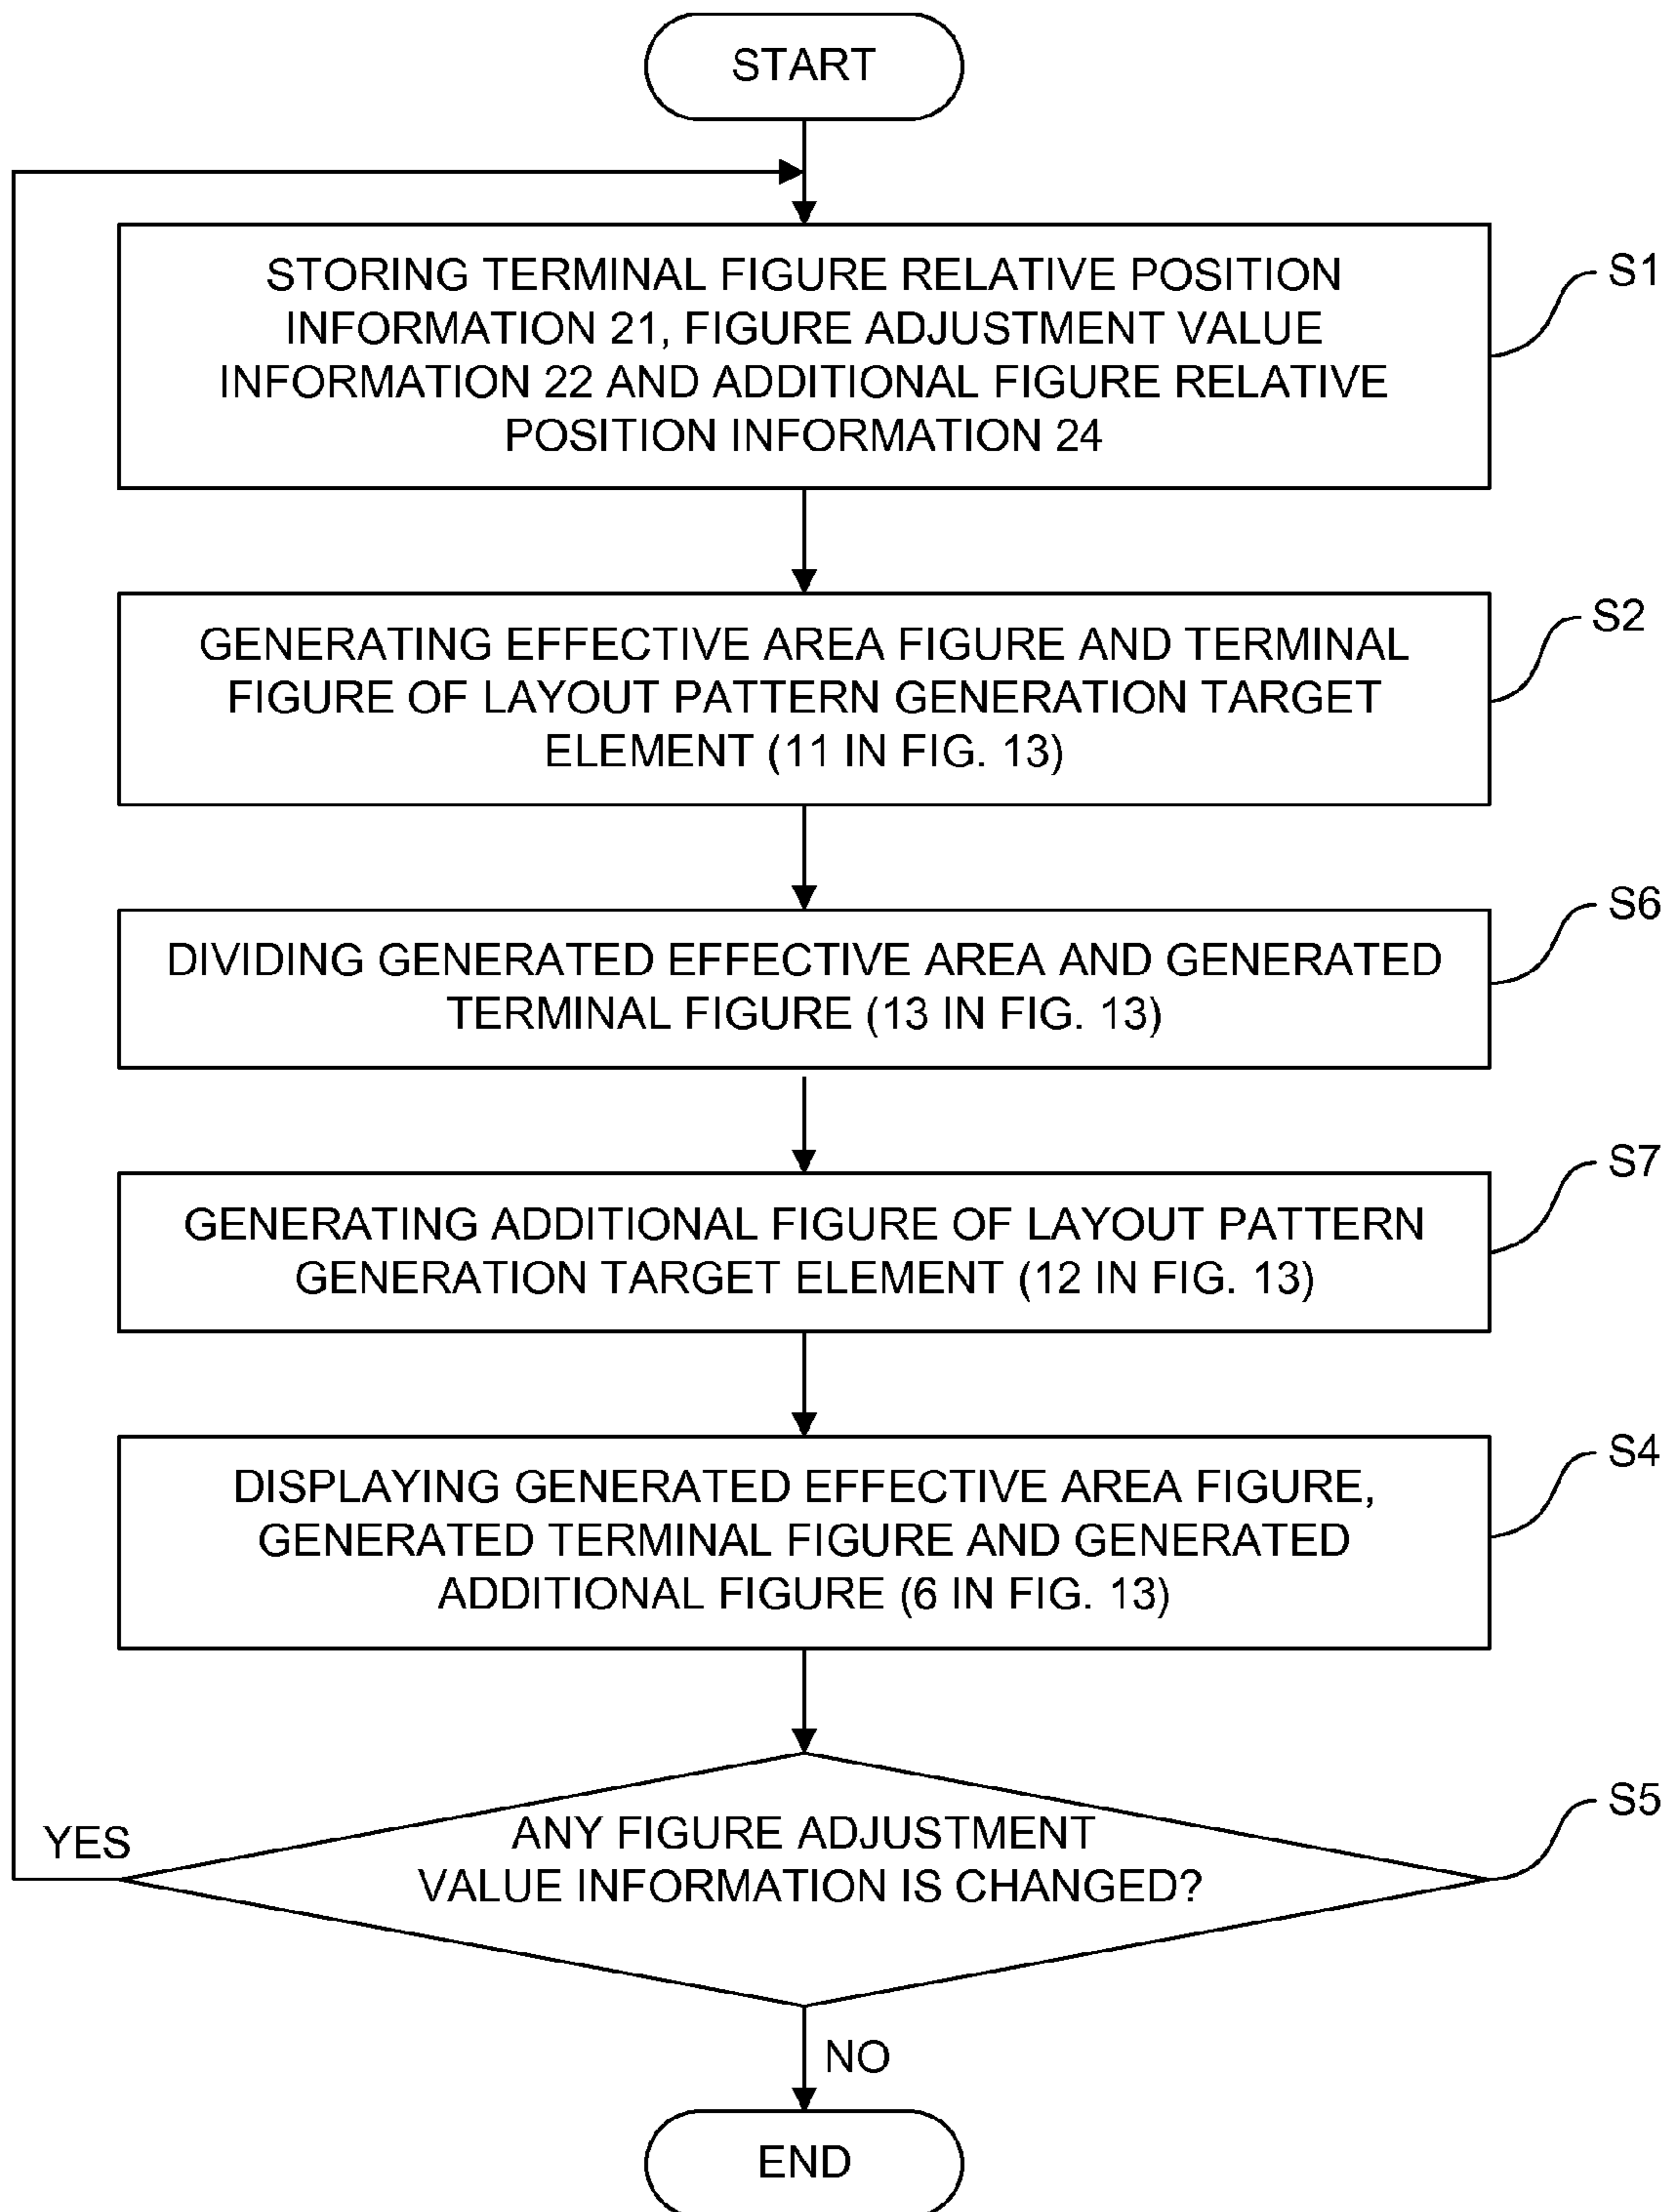 START
STORING TERMINAL FIGURE RELATIVE POSITION
INFORMATION 21, FIGURE ADJUSTMENT VALUE
INFORMATION 22 AND ADDITIONAL FIGURE RELATIVE
POSITION INFORMATION 24
S1
GENERATING EFFECTIVE AREA FIGURE AND TERMINAL
FIGURE OF LAYOUT PATTERN GENERATION TARGET
ELEMENT (11 IN FIG. 13)
S2
DIVIDING GENERATED EFFECTIVE AREA AND GENERATED
TERMINAL FIGURE (13 IN FIG. 13)
S6
GENERATING ADDITIONAL FIGURE OF LAYOUT PATTERN
GENERATION TARGET ELEMENT (12 IN FIG. 13)
S7
DISPLAYING GENERATED EFFECTIVE AREA FIGURE,
GENERATED TERMINAL FIGURE AND GENERATED
ADDITIONAL FIGURE (6 IN FIG. 13)
S4
ANY FIGURE ADJUSTMENT
VALUE INFORMATION IS CHANGED?
S5
YES
NO
END